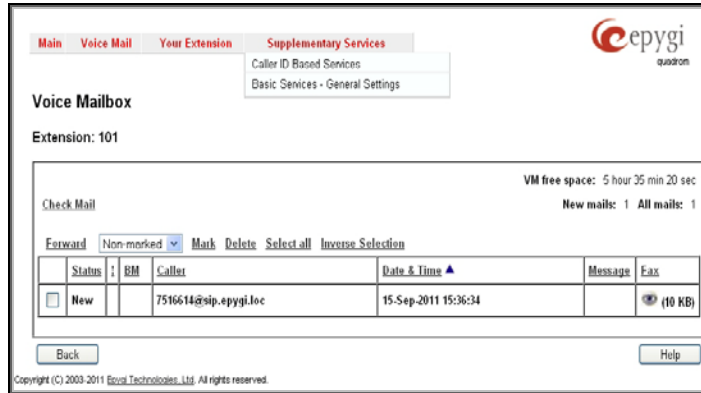 Main Voice Mail Your Extension Supplementary Services
epygi
quadrom
Caller ID Based Services
Basic Services - General Settings
Voice Mailbox
Extension: 101
VM free space: 5 hour 35 min 20 sec
Check Mail New mails: 1 All mails: 1
Forward Non-marked Mark Delete Select all Inverse Selection
Status ! BM Caller Date & Time Message Fax
New 7516614@sip.epygi.loc 15-Sep-2011 15:36:34 (10 KB)
Back Help
Copyright (C) 2003-2011 Epygi Technologies, Ltd. All rights reserved.